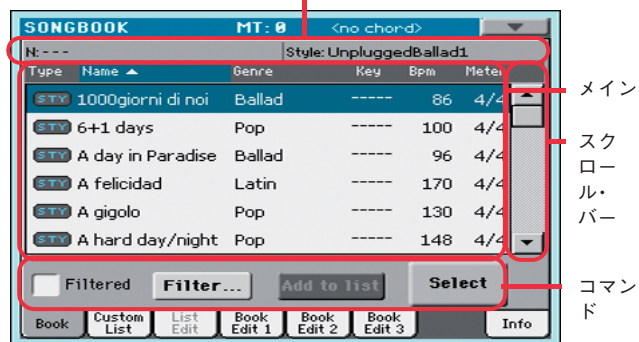 SONGBOOK MT: 0 <no chord>
N: --- Style: UnpluggedBallad1
Type Name Genre Key Bpm Meter
STY 1000giorni di noi Ballad ----- 86 4/4
STY 6+1 days Pop ----- 100 4/4
STY A day in Paradise Ballad ----- 96 4/4
STY A felicidad Latin ----- 170 4/4
STY A gigolo Pop ----- 130 4/4
STY A hard day/night Pop ----- 148 4/4
Filtered Filter... Add to list Select
Book Custom List List Edit Book Edit 1 Book Edit 2 Book Edit 3 Info
メイン
スク
ロー
ル・
バー
コマン
ド